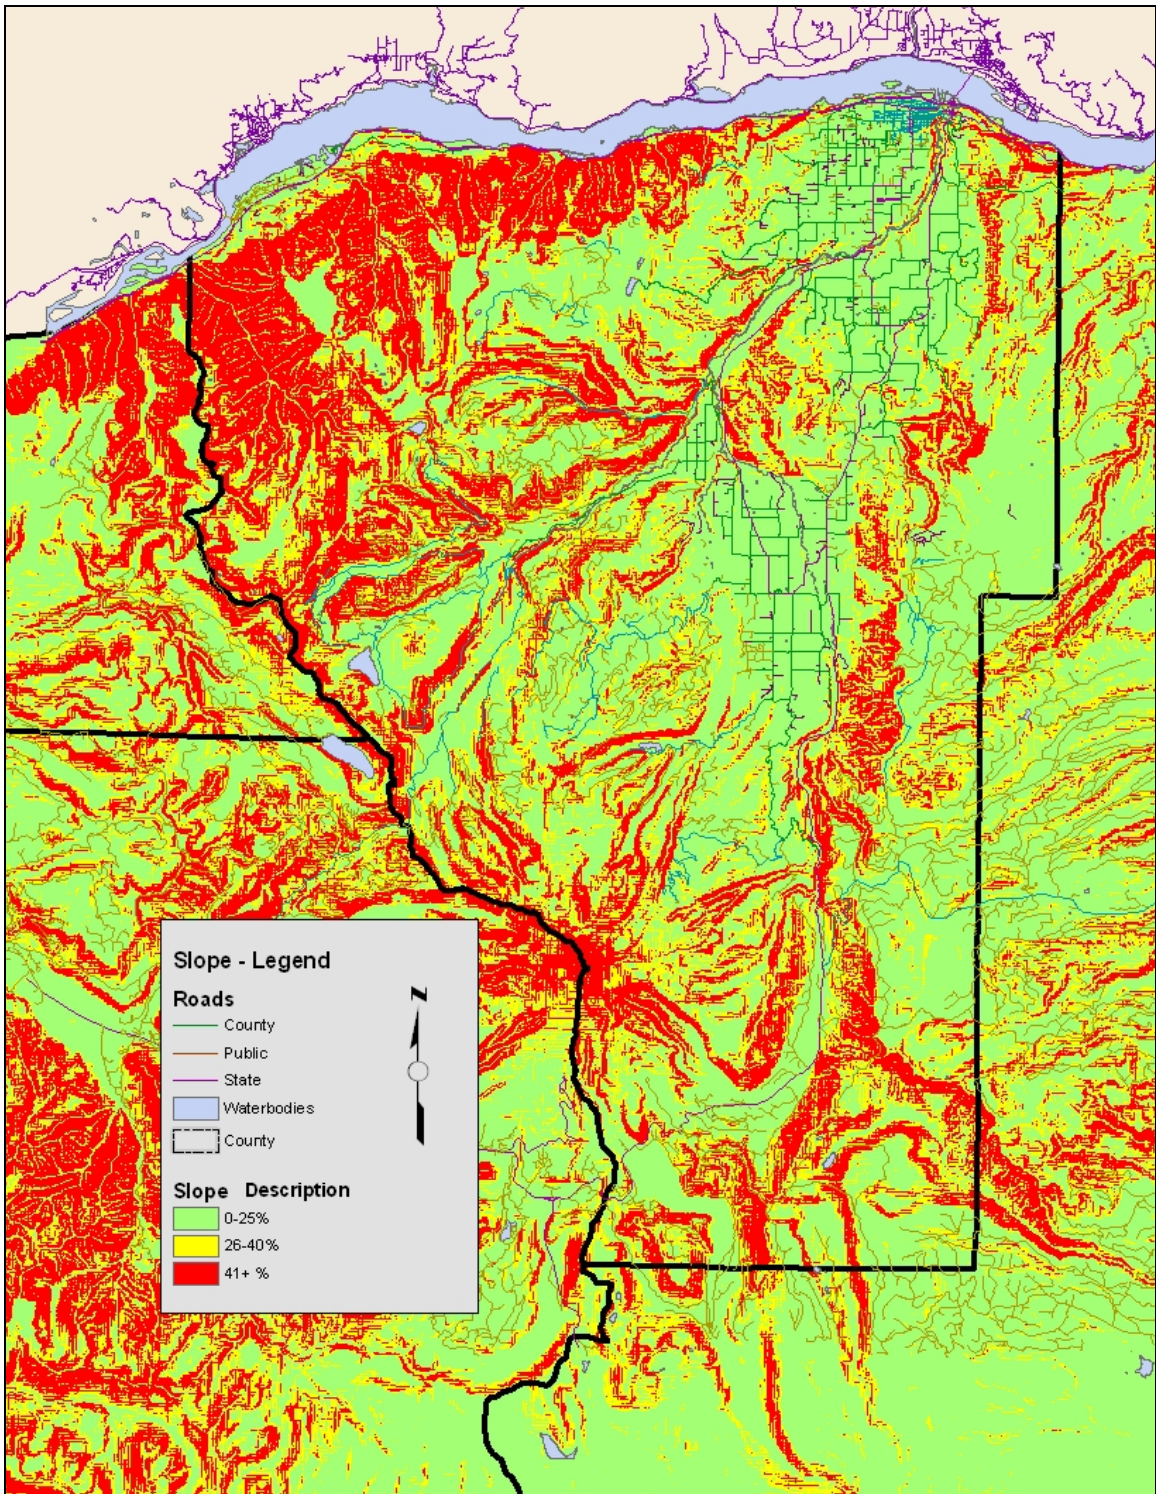 Slope - Legend
Roads
N
County
Public
State
Waterbodies
County
Slope Description
0-25%
26-40%
41+ %